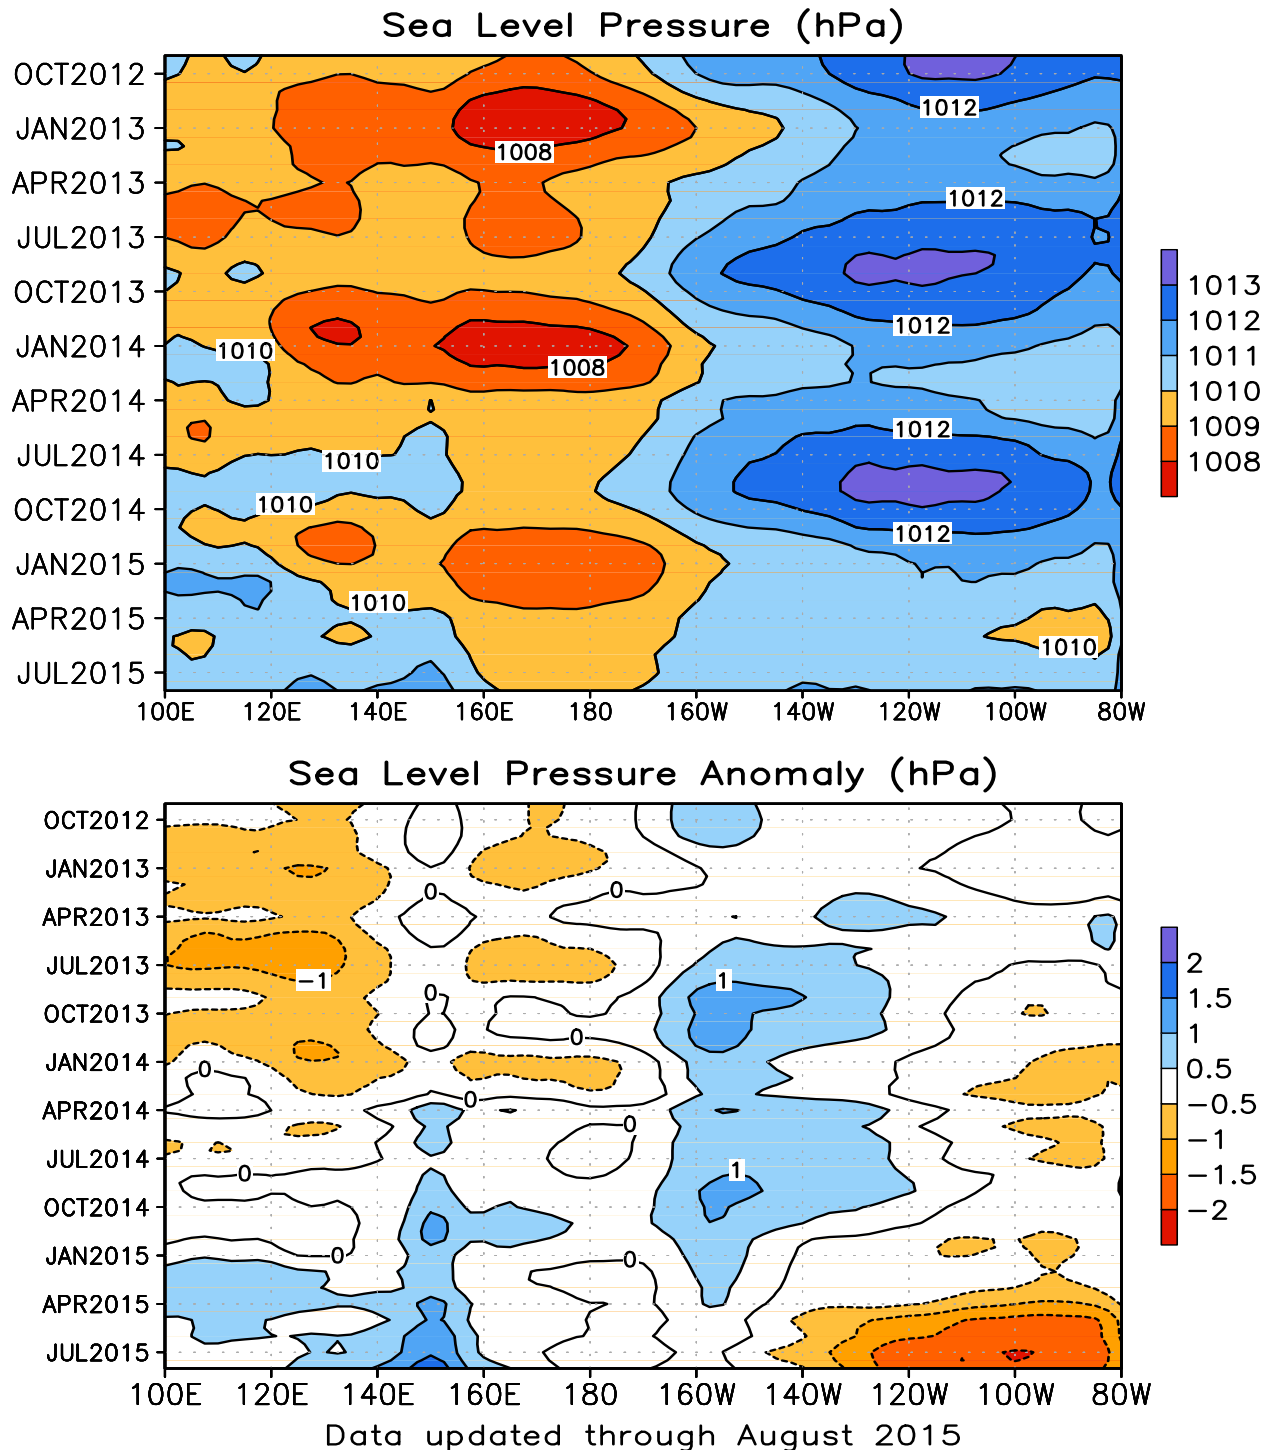 Sea Level Pressure (hPa)
OCT2012
JAN2013
APR2013
JUL2013
OCT2013
JAN2014
APR2014
JUL2014
OCT2014
JAN2015
APR2015
JUL2015
1012
1008
1012
1012
1010
1008
1012
1010
1010
1012
1010
1010
100E 120E 140E 160E 180 160W 140W 120W 100W 80W
1013
1012
1011
1010
1009
1008
Sea Level Pressure Anomaly (hPa)
OCT2012
JAN2013
APR2013
JUL2013
OCT2013
JAN2014
APR2014
JUL2014
OCT2014
JAN2015
APR2015
JUL2015
0 0
−1 1
0
0
0
0
0
1
0
0 0
100E 120E 140E 160E 180 160W 140W 120W 100W 80W
2
1.5
1
0.5
−0.5
−1
−1.5
−2
Data updated through August 2015